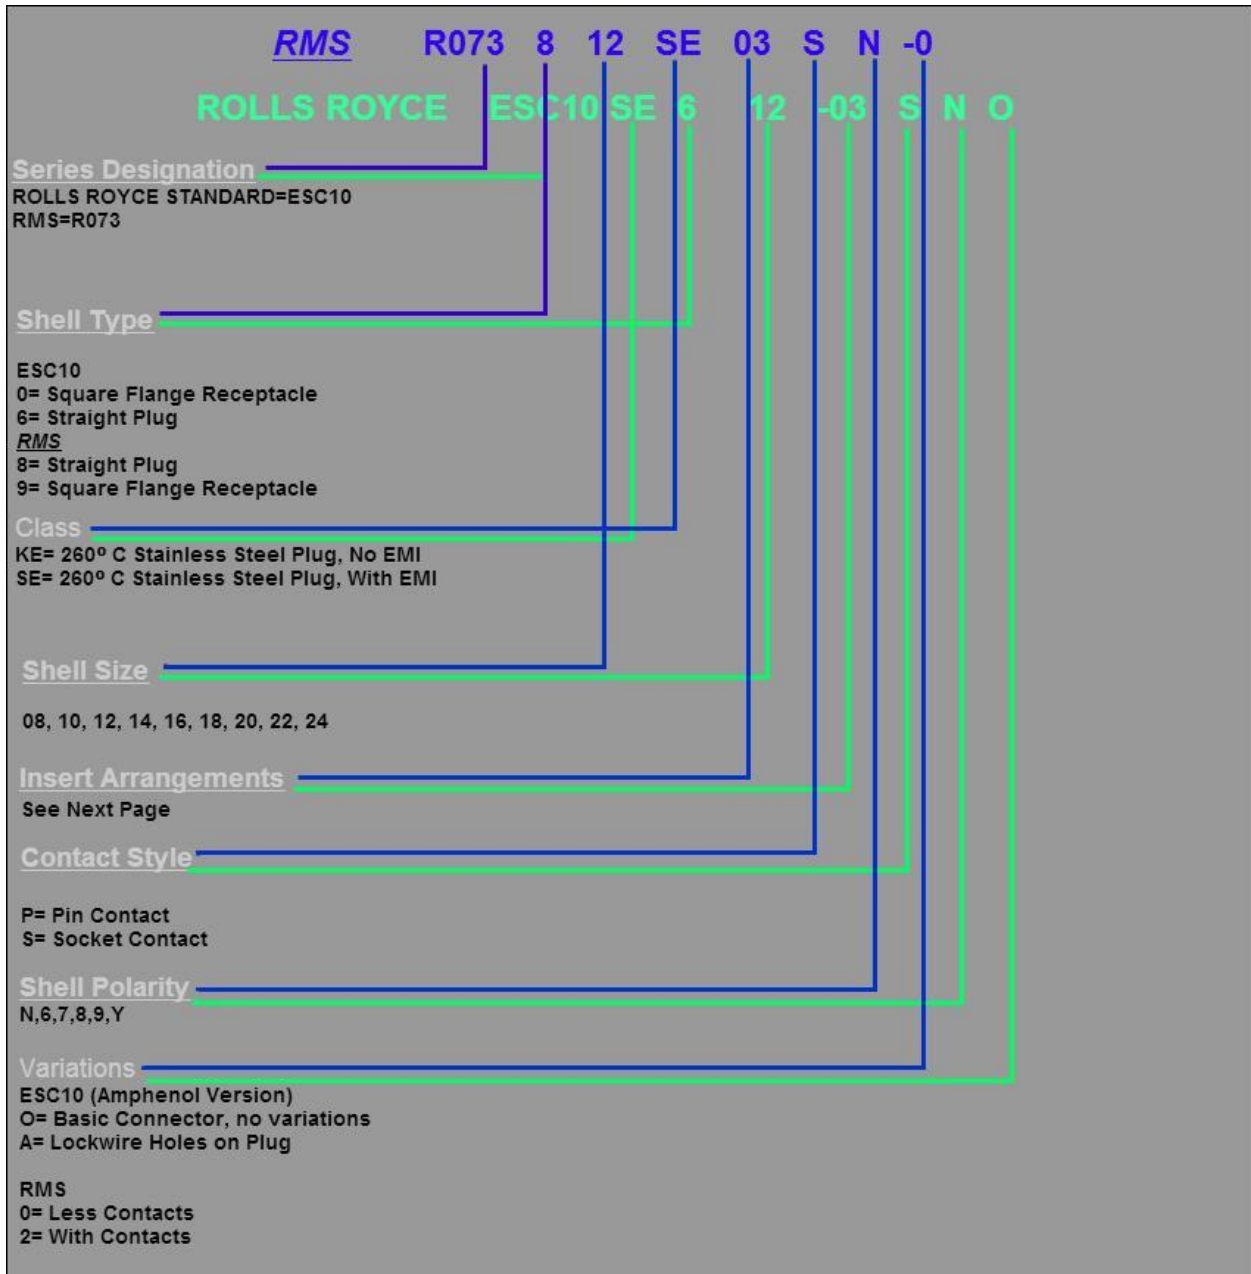 RMS R073 8 12 SE 03 S N -0
ROLLS ROYCE ESC10 SE 6 12 -03 S N O
Series Designation
ROLLS ROYCE STANDARD=ESC10
RMS=R073
Shell Type
ESC10
0= Square Flange Receptacle
6= Straight Plug
RMS
8= Straight Plug
9= Square Flange Receptacle
Class
KE= 260º C Stainless Steel Plug, No EMI
SE= 260º C Stainless Steel Plug, With EMI
Shell Size
08, 10, 12, 14, 16, 18, 20, 22, 24
Insert Arrangements
See Next Page
Contact Style
P= Pin Contact
S= Socket Contact
Shell Polarity
N,6,7,8,9,Y
Variations
ESC10 (Amphenol Version)
O= Basic Connector, no variations
A= Lockwire Holes on Plug
RMS
0= Less Contacts
2= With Contacts